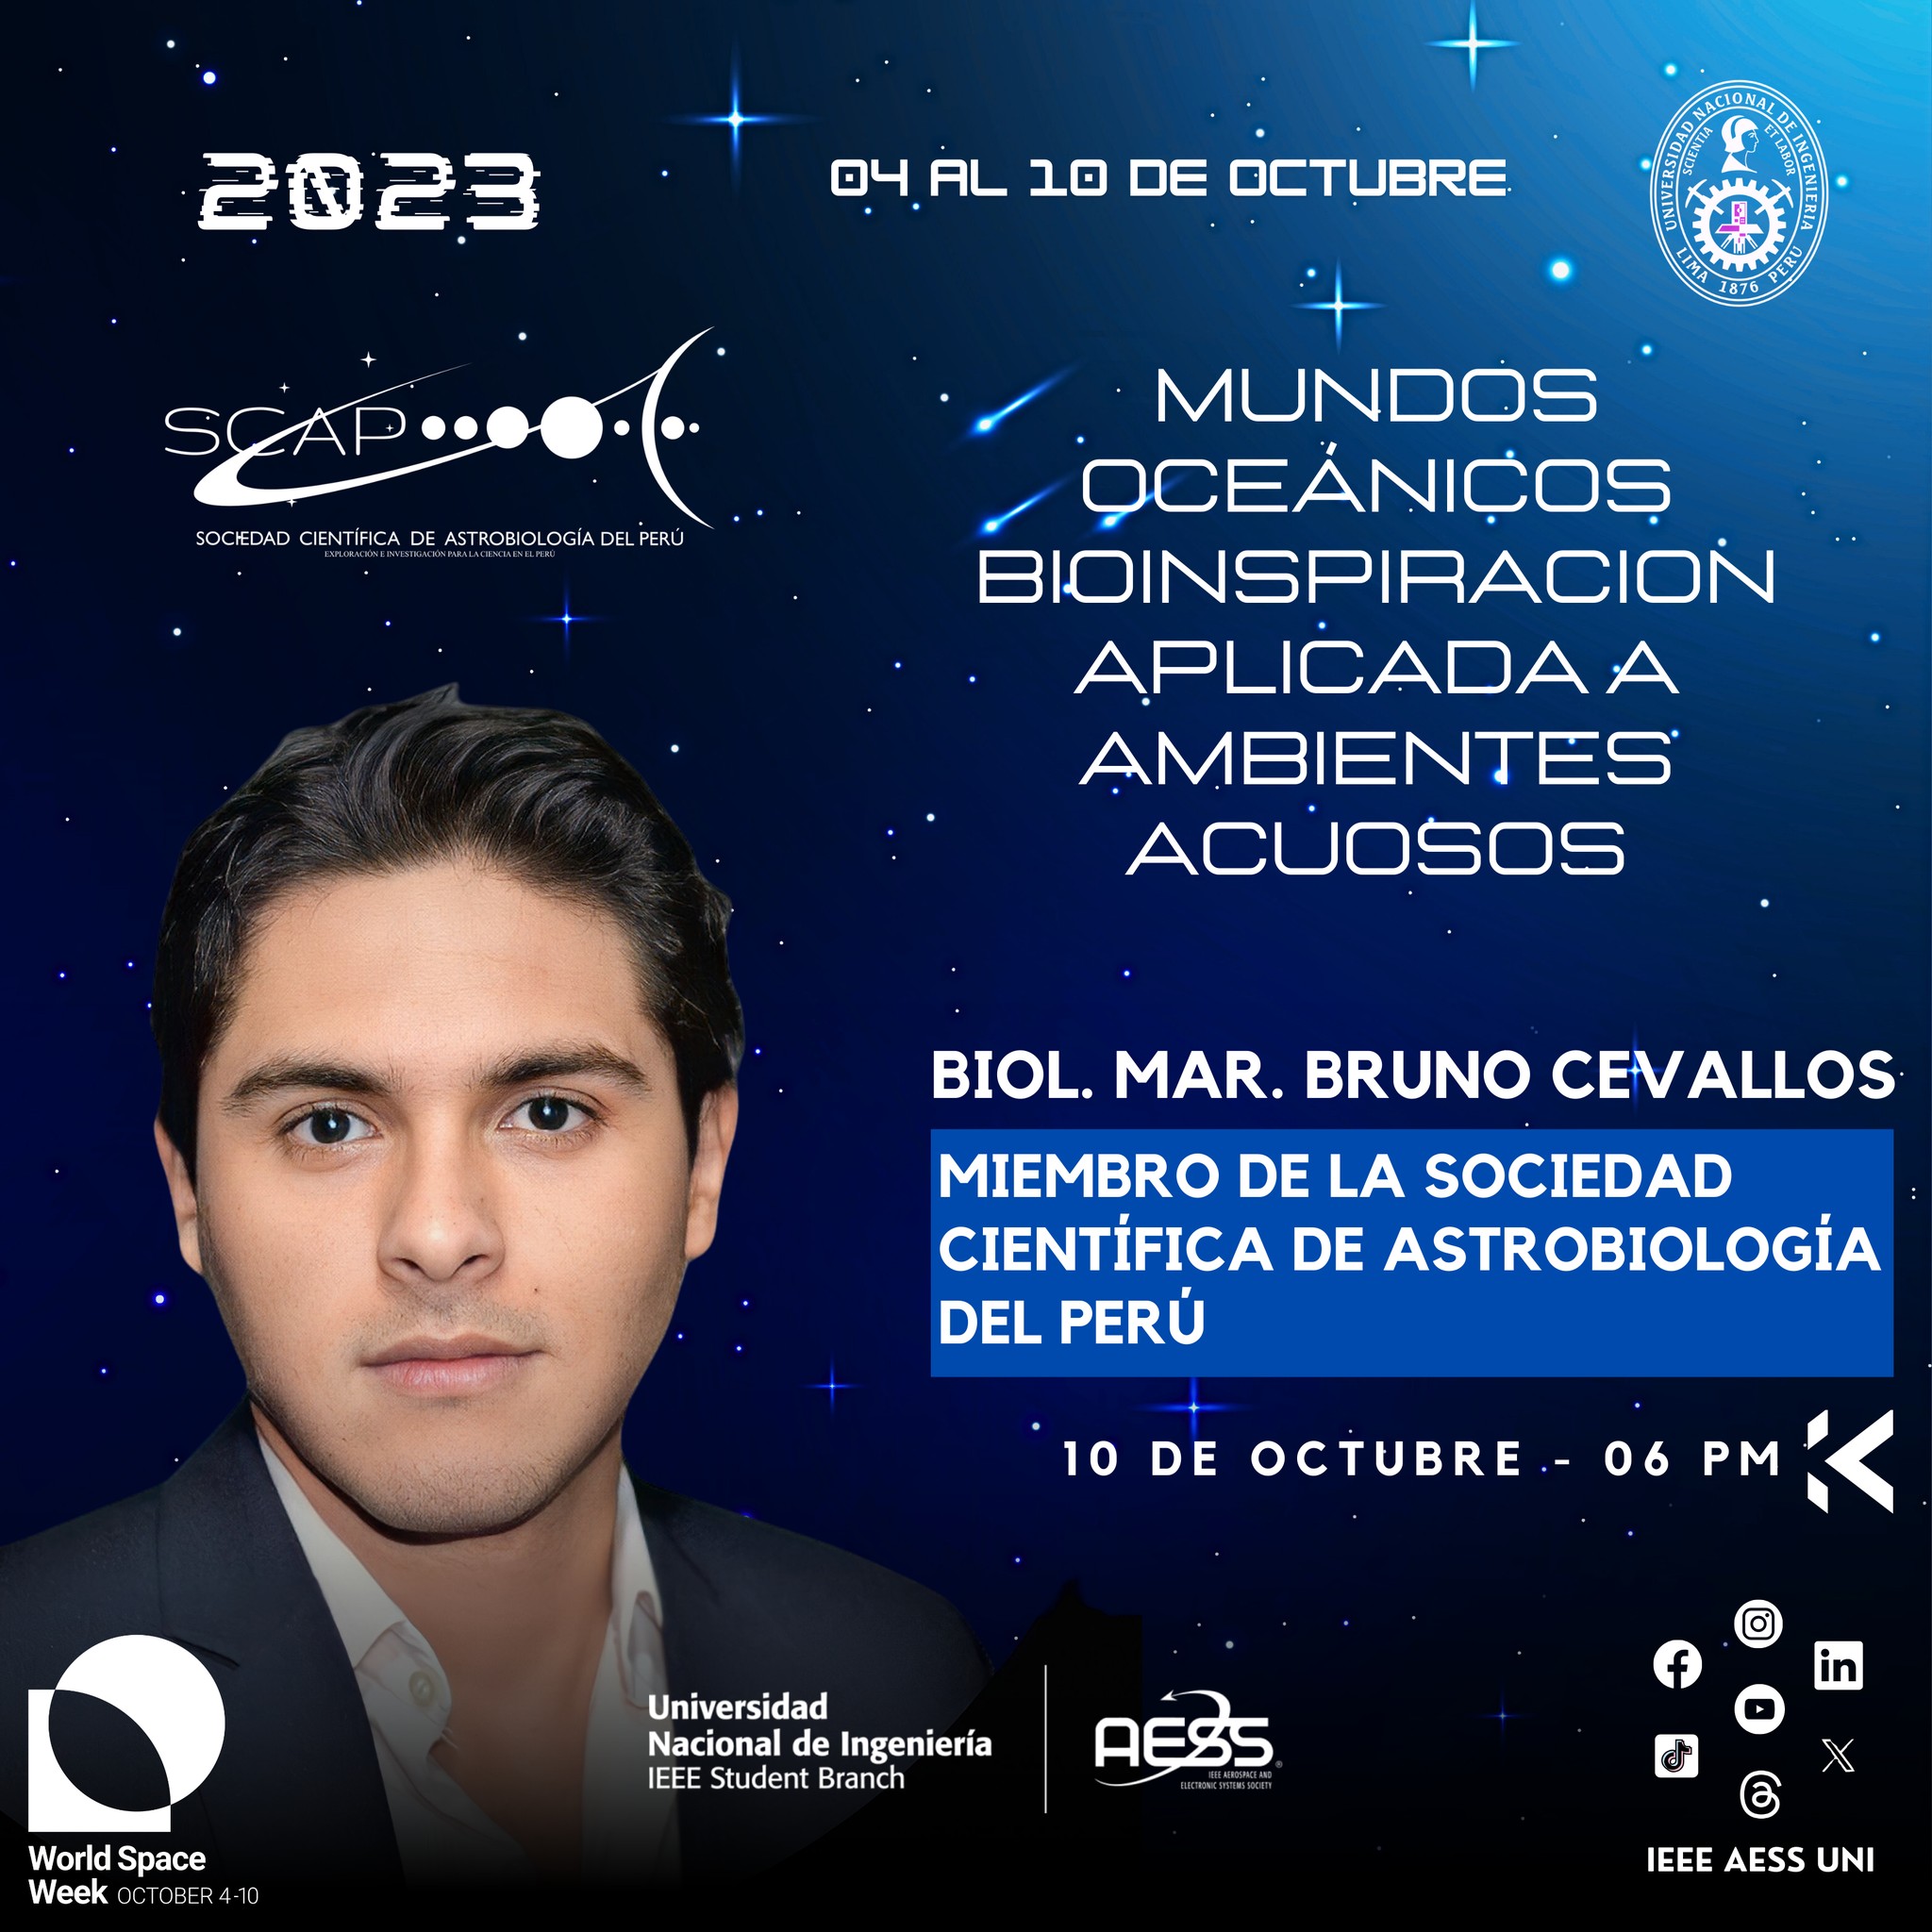 2023
04 AL 10 DE OCTUBRE
UNIVERSIDAD NACIONAL DE INGENIERIA
SCIENTIA ET LABOR
LIMA 1876 PERU
SCAP
SOCIEDAD CIENTÍFICA DE ASTROBIOLOGÍA DEL PERÚ
EXPLORACIÓN E INVESTIGACIÓN PARA LA CIENCIA EN EL PERÚ
MUNDOS
OCEÁNICOS
BIOINSPIRACION
APLICADA A
AMBIENTES
ACUOSOS
BIOL. MAR. BRUNO CEVALLOS
MIEMBRO DE LA SOCIEDAD
CIENTÍFICA DE ASTROBIOLOGÍA
DEL PERÚ
10 DE OCTUBRE - 06 PM
World Space
Week OCTOBER 4-10
Universidad
Nacional de Ingeniería
IEEE Student Branch
AESS®
IEEE AEROSPACE AND
ELECTRONIC SYSTEMS SOCIETY
in
IEEE AESS UNI